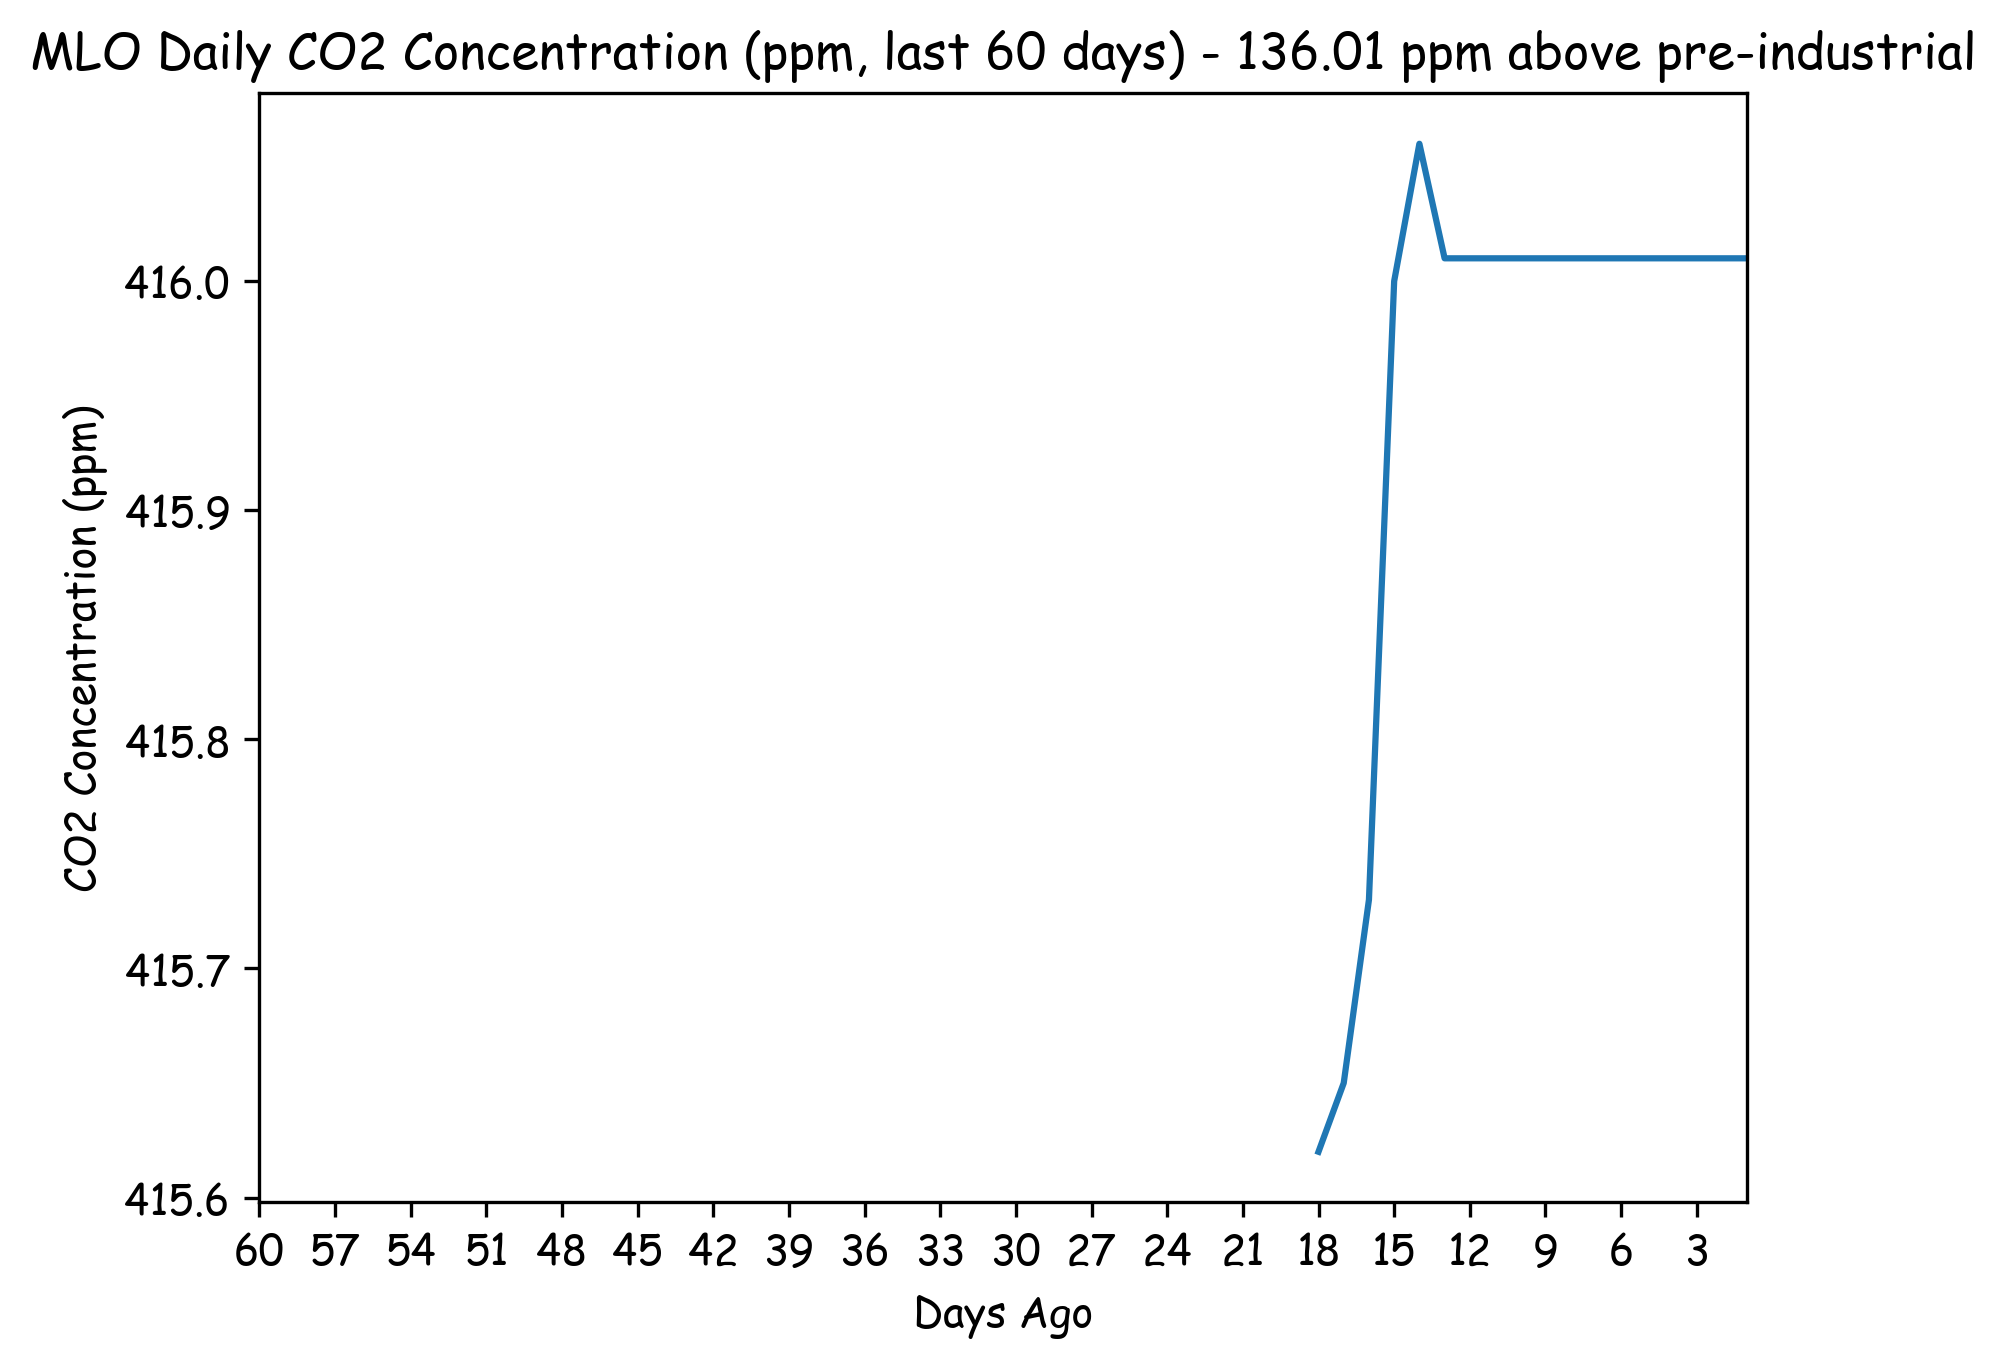 MLO Daily CO2 Concentration (ppm, last 60 days) - 136.01 ppm above pre-industrial
CO2 Concentration (ppm)
416.0
415.9
415.8
415.7
415.6
60 57 54 51 48 45 42 39 36 33 30 27 24 21 18 15 12 9 6 3
Days Ago